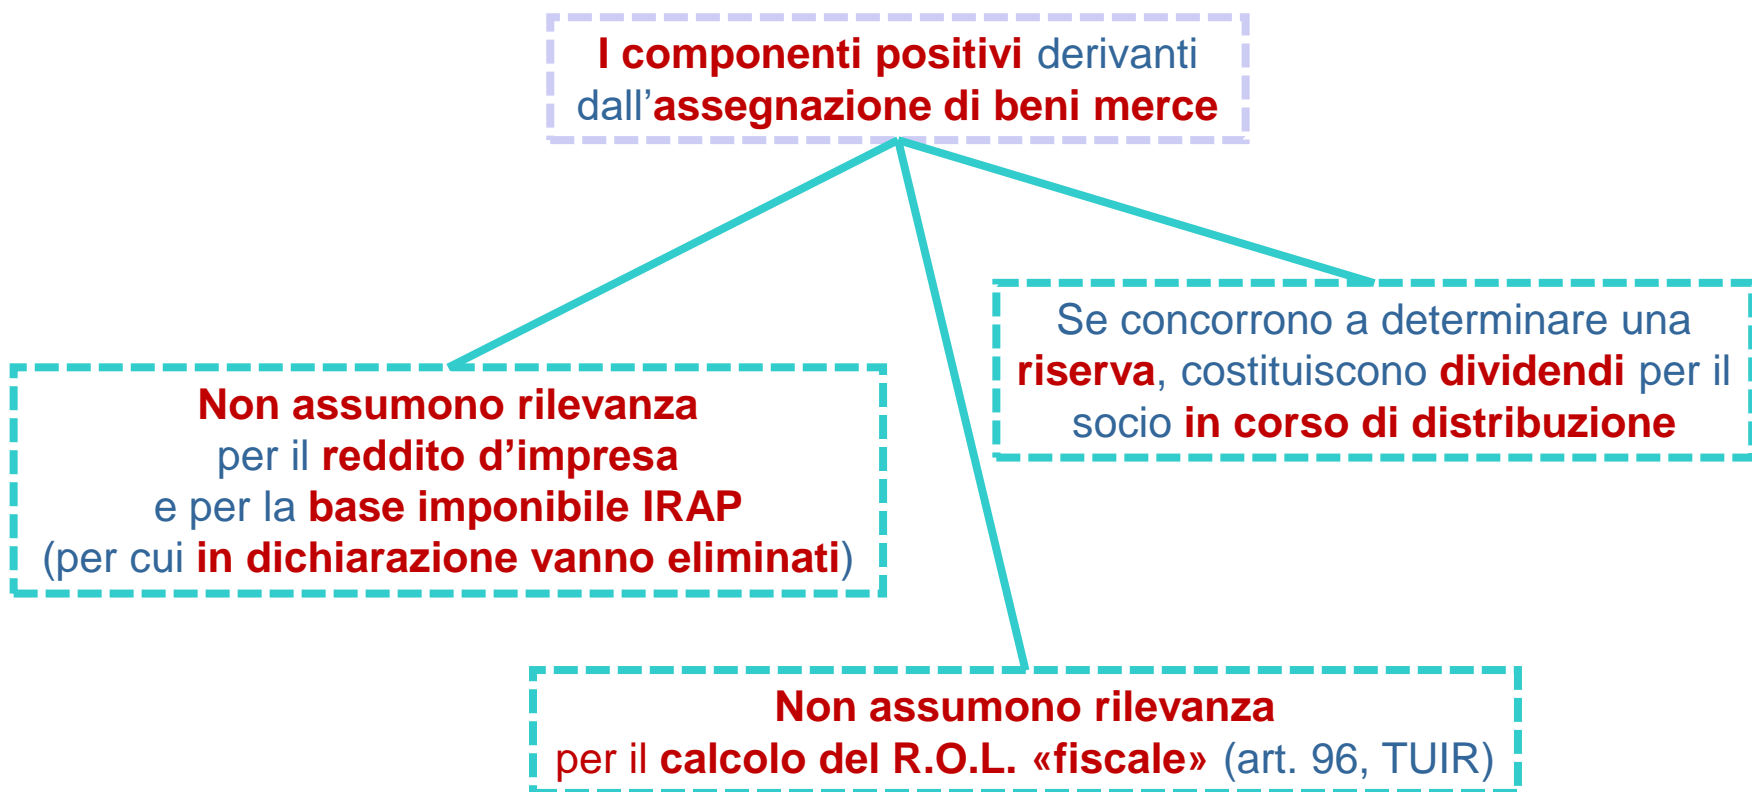 I componenti positivi derivanti
dall’assegnazione di beni merce
Non assumono rilevanza
per il reddito d’impresa
e per la base imponibile IRAP
(per cui in dichiarazione vanno eliminati)
Se concorrono a determinare una
riserva, costituiscono dividendi per il
socio in corso di distribuzione
Non assumono rilevanza
per il calcolo del R.O.L. «fiscale» (art. 96, TUIR)